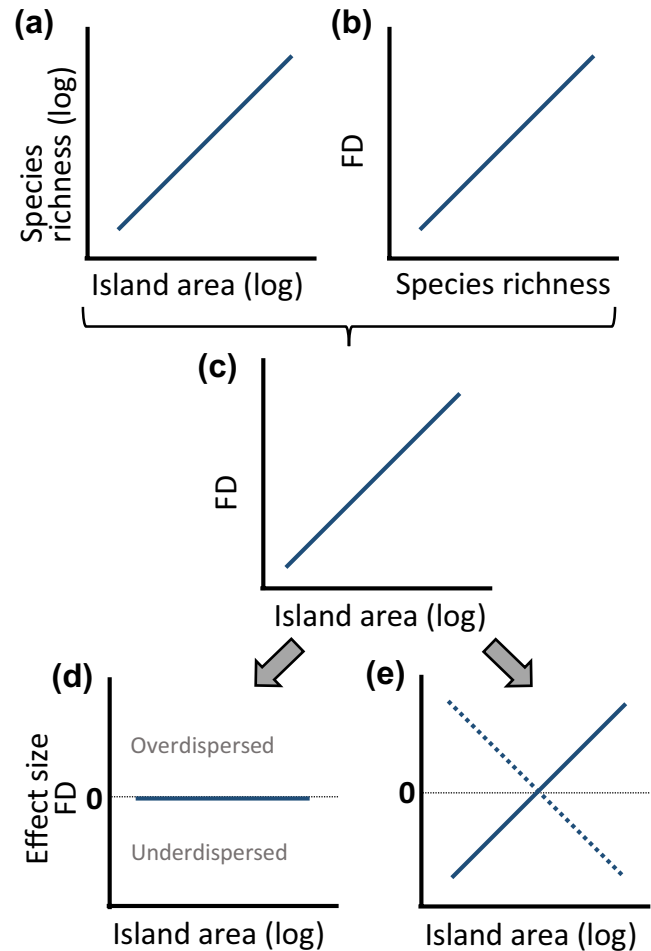 (a)
Species
richness (log)
Island area (log)
(b)
FD
Species richness
(c)
FD
Island area (log)
(d)
Effect size
FD
Overdispersed
0
Underdispersed
Island area (log)
(e)
0
Island area (log)